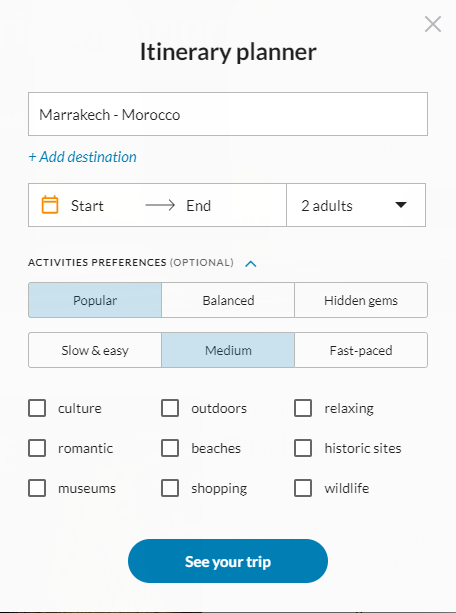 Itinerary planner
Marrakech - Morocco
+ Add destination
Start End 2 adults
ACTIVITIES PREFERENCES (OPTIONAL)
Popular Balanced Hidden gems
Slow & easy Medium Fast-paced
culture outdoors relaxing
romantic beaches historic sites
museums shopping wildlife
See your trip